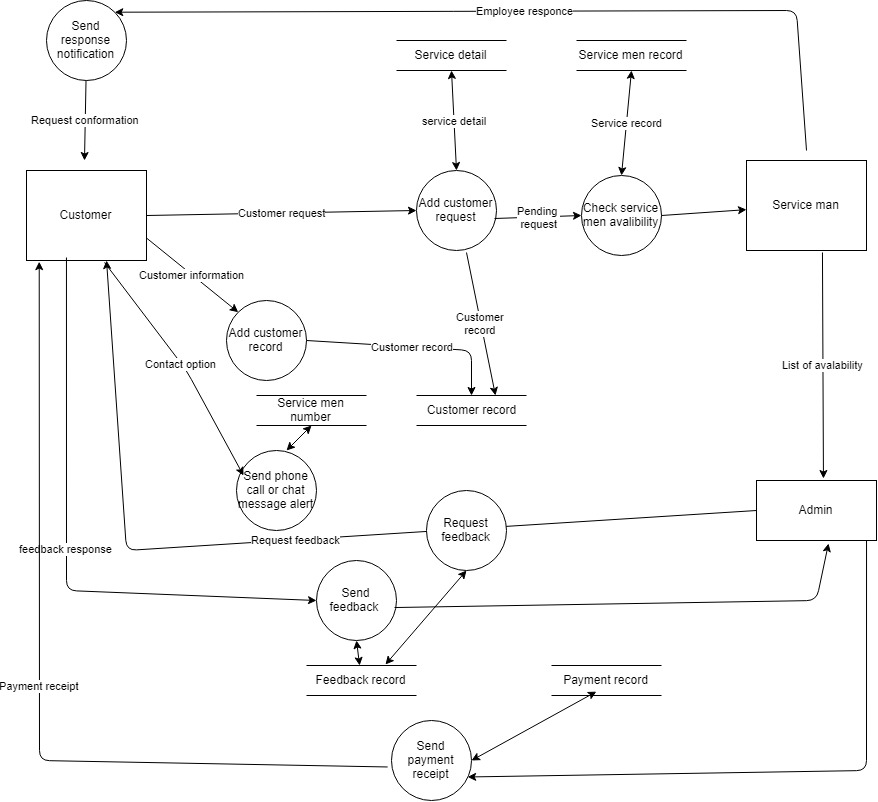 Employee responce
Send
response
notification
Service detail
Service men record
Request conformation
service detail
Service record
Customer
Customer request
Add customer
request
Pending
request
Check service
men avalibility
Service man
Customer information
Add customer
record
Customer record
Customer
record
Contact option
List of avalability
Service men
number
Customer record
Send phone
call or chat
message alert
Request
feedback
Admin
Request feedback
feedback response
Send
feedback
Feedback record
Payment record
Payment receipt
Send
payment
receipt